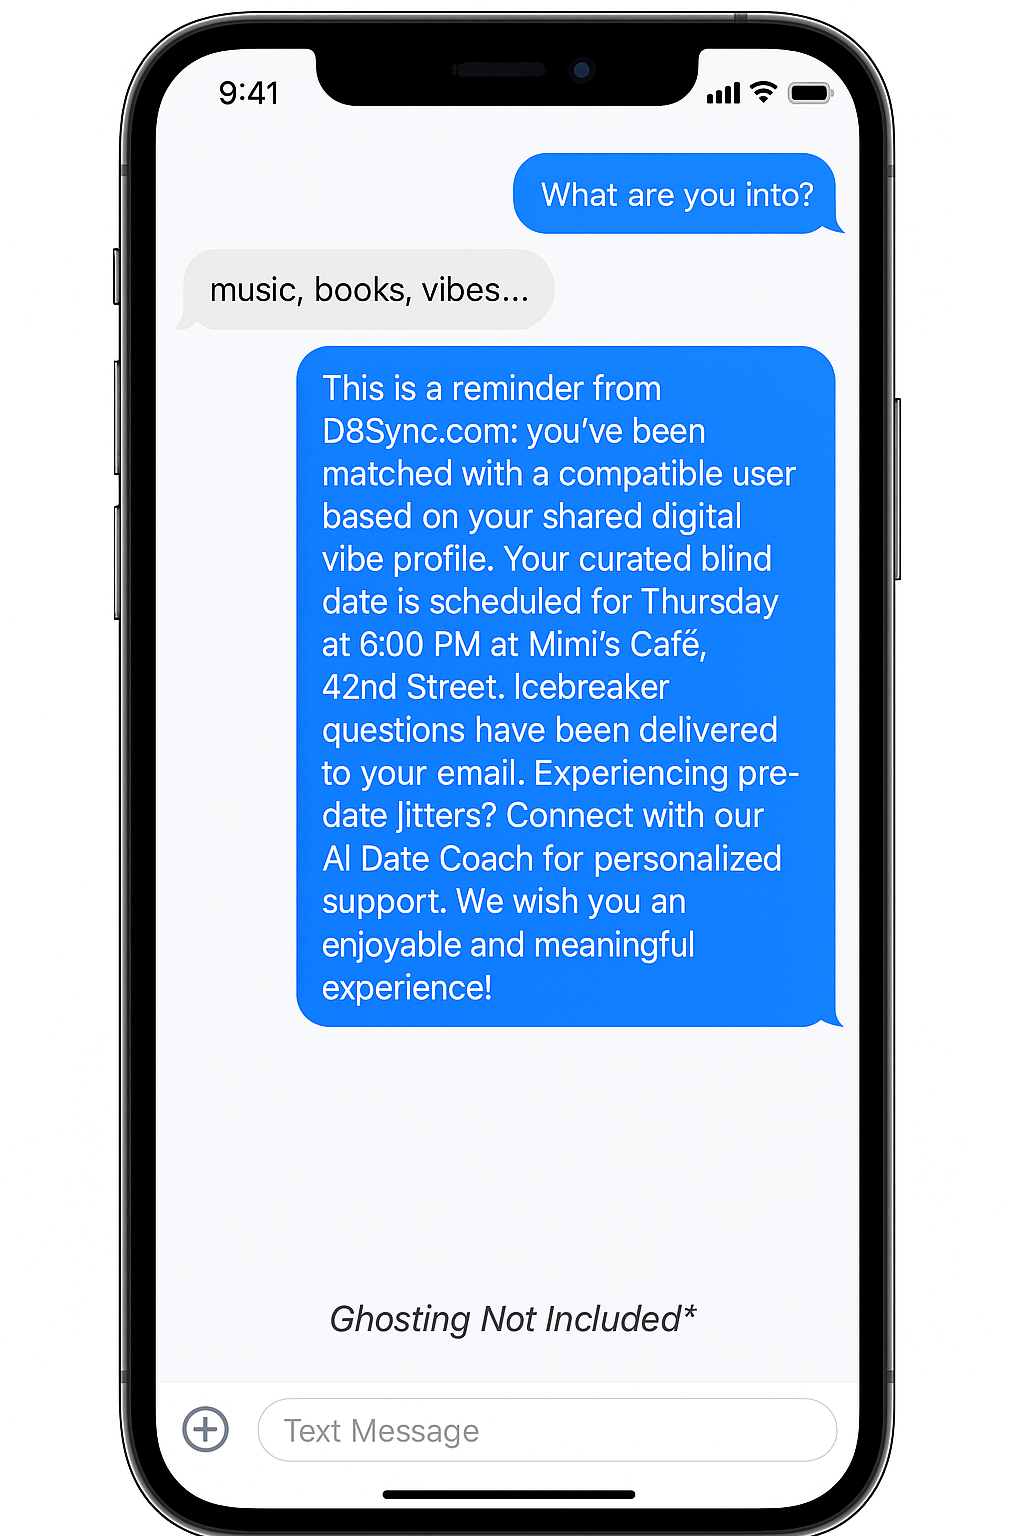 9:41
What are you into?
music, books, vibes...
This is a reminder from
D8Sync.com: you’ve been
matched with a compatible user
based on your shared digital
vibe profile. Your curated blind
date is scheduled for Thursday
at 6:00 PM at Mimi’s Café,
42nd Street. Icebreaker
questions have been delivered
to your email. Experiencing pre-
date Jitters? Connect with our
AI Date Coach for personalized
support. We wish you an
enjoyable and meaningful
experience!
Ghosting Not Included*
Text Message